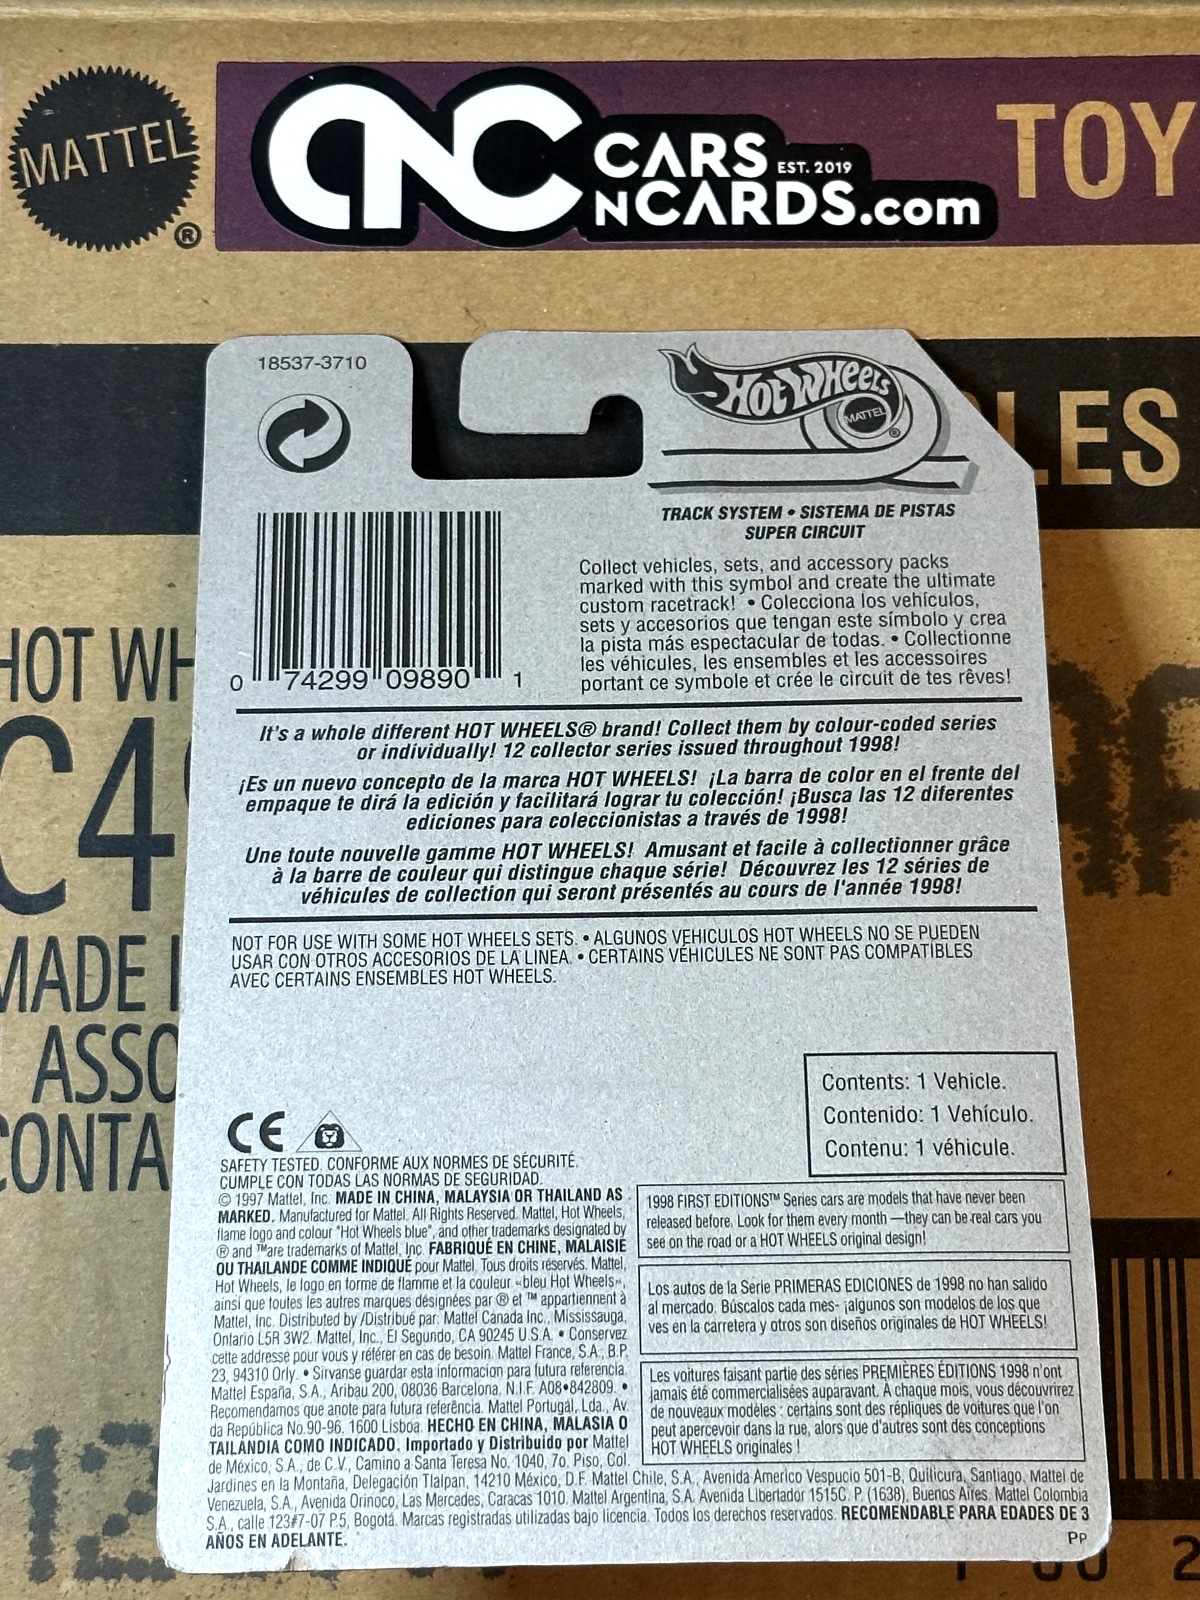 MATTEL
®
CNC
CARS
EST. 2019
NCARDS.com
TOY
LES
HOT WH
C4
MADE I
ASSO
CONTA
18537-3710
HOT WHEELS
MATTEL
®
TRACK SYSTEM • SISTEMA DE PISTAS
SUPER CIRCUIT
Collect vehicles, sets, and accessory packs
marked with this symbol and create the ultimate
custom racetrack! • Colecciona los vehículos,
sets y accesorios que tengan este símbolo y crea
la pista más espectacular de todas. • Collectionne
les véhicules, les ensembles et les accessoires
portant ce symbole et crée le circuit de tes rêves!
0 74299 09890 1
It's a whole different HOT WHEELS® brand! Collect them by colour-coded series
or individually! 12 collector series issued throughout 1998!
¡Es un nuevo concepto de la marca HOT WHEELS! ¡La barra de color en el frente del
empaque te dirá la edición y facilitará lograr tu colección! ¡Busca las 12 diferentes
ediciones para coleccionistas a través de 1998!
Une toute nouvelle gamme HOT WHEELS! Amusant et facile à collectionner grâce
à la barre de couleur qui distingue chaque série! Découvrez les 12 séries de
véhicules de collection qui seront présentés au cours de l'année 1998!
NOT FOR USE WITH SOME HOT WHEELS SETS. • ALGUNOS VEHICULOS HOT WHEELS NO SE PUEDEN
USAR CON OTROS ACCESORIOS DE LA LINEA. • CERTAINS VÉHICULES NE SONT PAS COMPATIBLES
AVEC CERTAINS ENSEMBLES HOT WHEELS.
Contents: 1 Vehicle.
Contenido: 1 Vehículo.
Contenu: 1 véhicule.
CE
SAFETY TESTED. CONFORME AUX NORMES DE SÉCURITÉ.
CUMPLE CON TODAS LAS NORMAS DE SEGURIDAD.
© 1997 Mattel, Inc. MADE IN CHINA, MALAYSIA OR THAILAND AS
MARKED. Manufactured for Mattel. All Rights Reserved. Mattel, Hot Wheels,
flame logo and colour "Hot Wheels blue", and other trademarks designated by
® and ™are trademarks of Mattel, Inc. FABRIQUÉ EN CHINE, MALAISIE
OU THAILANDE COMME INDIQUÉ pour Mattel. Tous droits réservés. Mattel,
Hot Wheels, le logo en forme de flamme et la couleur «bleu Hot Wheels»,
ainsi que toutes les autres marques désignées par ® et ™ appartiennent à
Mattel, Inc. Distributed by /Distribué par: Mattel Canada Inc., Mississauga,
Ontario L5R 3W2. Mattel, Inc., El Segundo, CA 90245 U.S.A. • Conservez
cette addresse pour vous y référer en cas de besoin. Mattel France, S.A., B.P.
23, 94310 Orly. • Sirvanse guardar esta informacion para futura referencia.
Mattel España, S.A., Aribau 200, 08036 Barcelona. N.I.F. A08•842809. •
Recomendamos que anote para futura referência. Mattel Portugal, Lda., Av.
da República No.90-96, 1600 Lisboa. HECHO EN CHINA, MALASIA O
TAILANDIA COMO INDICADO. Importado y Distribuido por Mattel
de México, S.A., de C.V., Camino a Santa Teresa No. 1040, 7o. Piso, Col.
Jardines en la Montaña, Delegación Tlalpan, 14210 México, D.F. Mattel Chile, S.A., Avenida Americo Vespucio 501-B, Quilicura, Santiago. Mattel de
Venezuela, S.A., Avenida Orinoco, Las Mercedes, Caracas 1010. Mattel Argentina, S.A. Avenida Libertador 1515C. P. (1638), Buenos Aires. Mattel Colombia
S.A., calle 123#7-07 P.5, Bogotá. Marcas registradas utilizadas bajo licencia. Todos los derechos reservados. RECOMENDABLE PARA EDADES DE 3
AÑOS EN ADELANTE.
1998 FIRST EDITIONS™ Series cars are models that have never been
released before. Look for them every month —they can be real cars you
see on the road or a HOT WHEELS original design!
Los autos de la Serie PRIMERAS EDICIONES de 1998 no han salido
al mercado. Búscalos cada mes- ¡algunos son modelos de los que
ves en la carretera y otros son diseños originales de HOT WHEELS!
Les voitures faisant partie des séries PREMIÈRES ÉDITIONS 1998 n'ont
jamais été commercialisées auparavant. À chaque mois, vous découvrirez
de nouveaux modèles : certains sont des répliques de voitures que l'on
peut apercevoir dans la rue, alors que d'autres sont des conceptions
HOT WHEELS originales !
PP